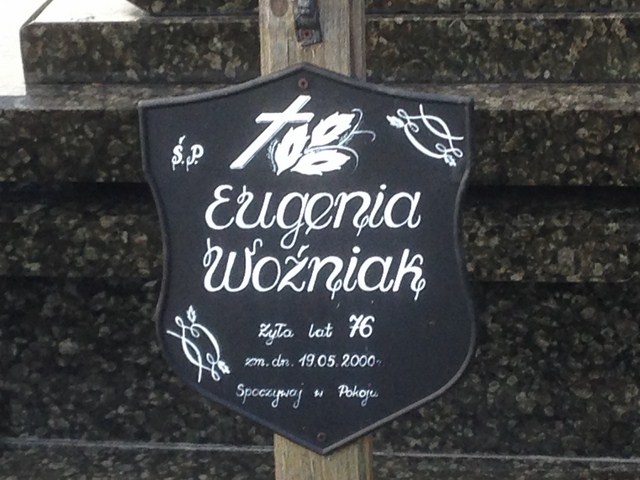 Ś.P.
Eugenia
Woźniak
Żyła lat 76
zm. dn. 19.05.2000
Spoczywaj w Pokoju